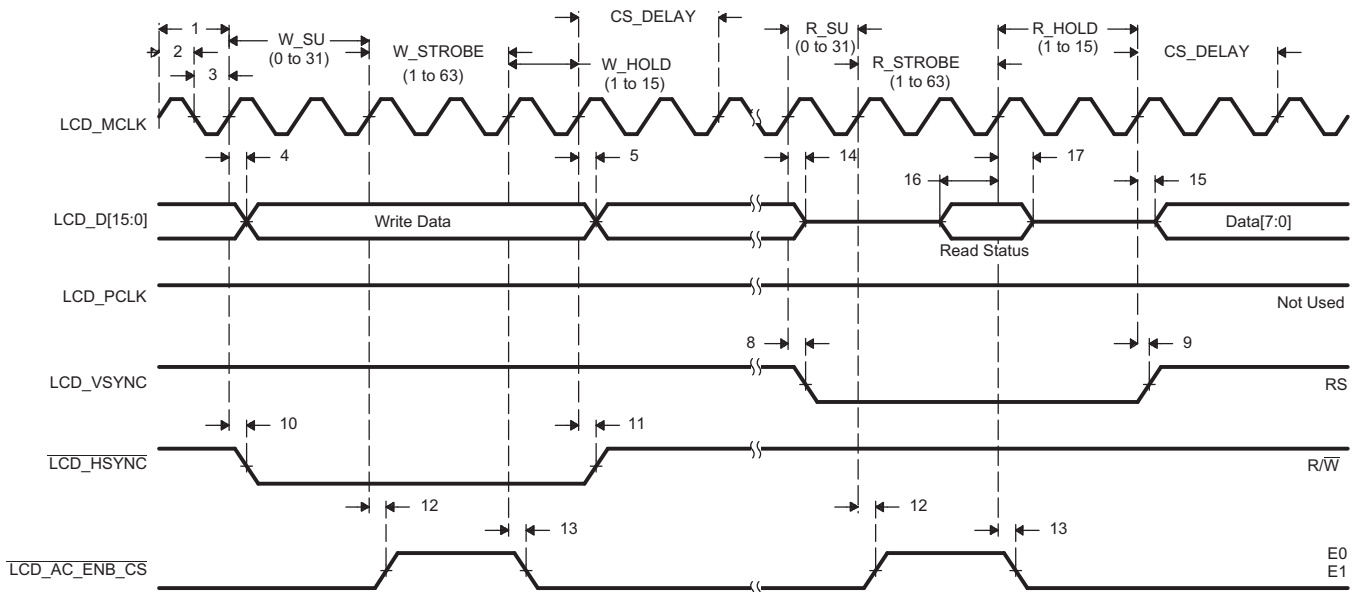 CS_DELAY
1
W_SU
(0 to 31)
R_SU
(0 to 31)
R_HOLD
(1 to 15)
2
W_STROBE
(1 to 63)
W_HOLD
(1 to 15)
R_STROBE
(1 to 63)
CS_DELAY
3
LCD_MCLK
4
5
14
17
16
15
LCD_D[15:0]
Write Data
Data[7:0]
Read Status
LCD_PCLK
Not Used
8
9
LCD_VSYNC
RS
10
11
LCD_HSYNC
R/W
12
13
12
13
LCD_AC_ENB_CS
E0
E1